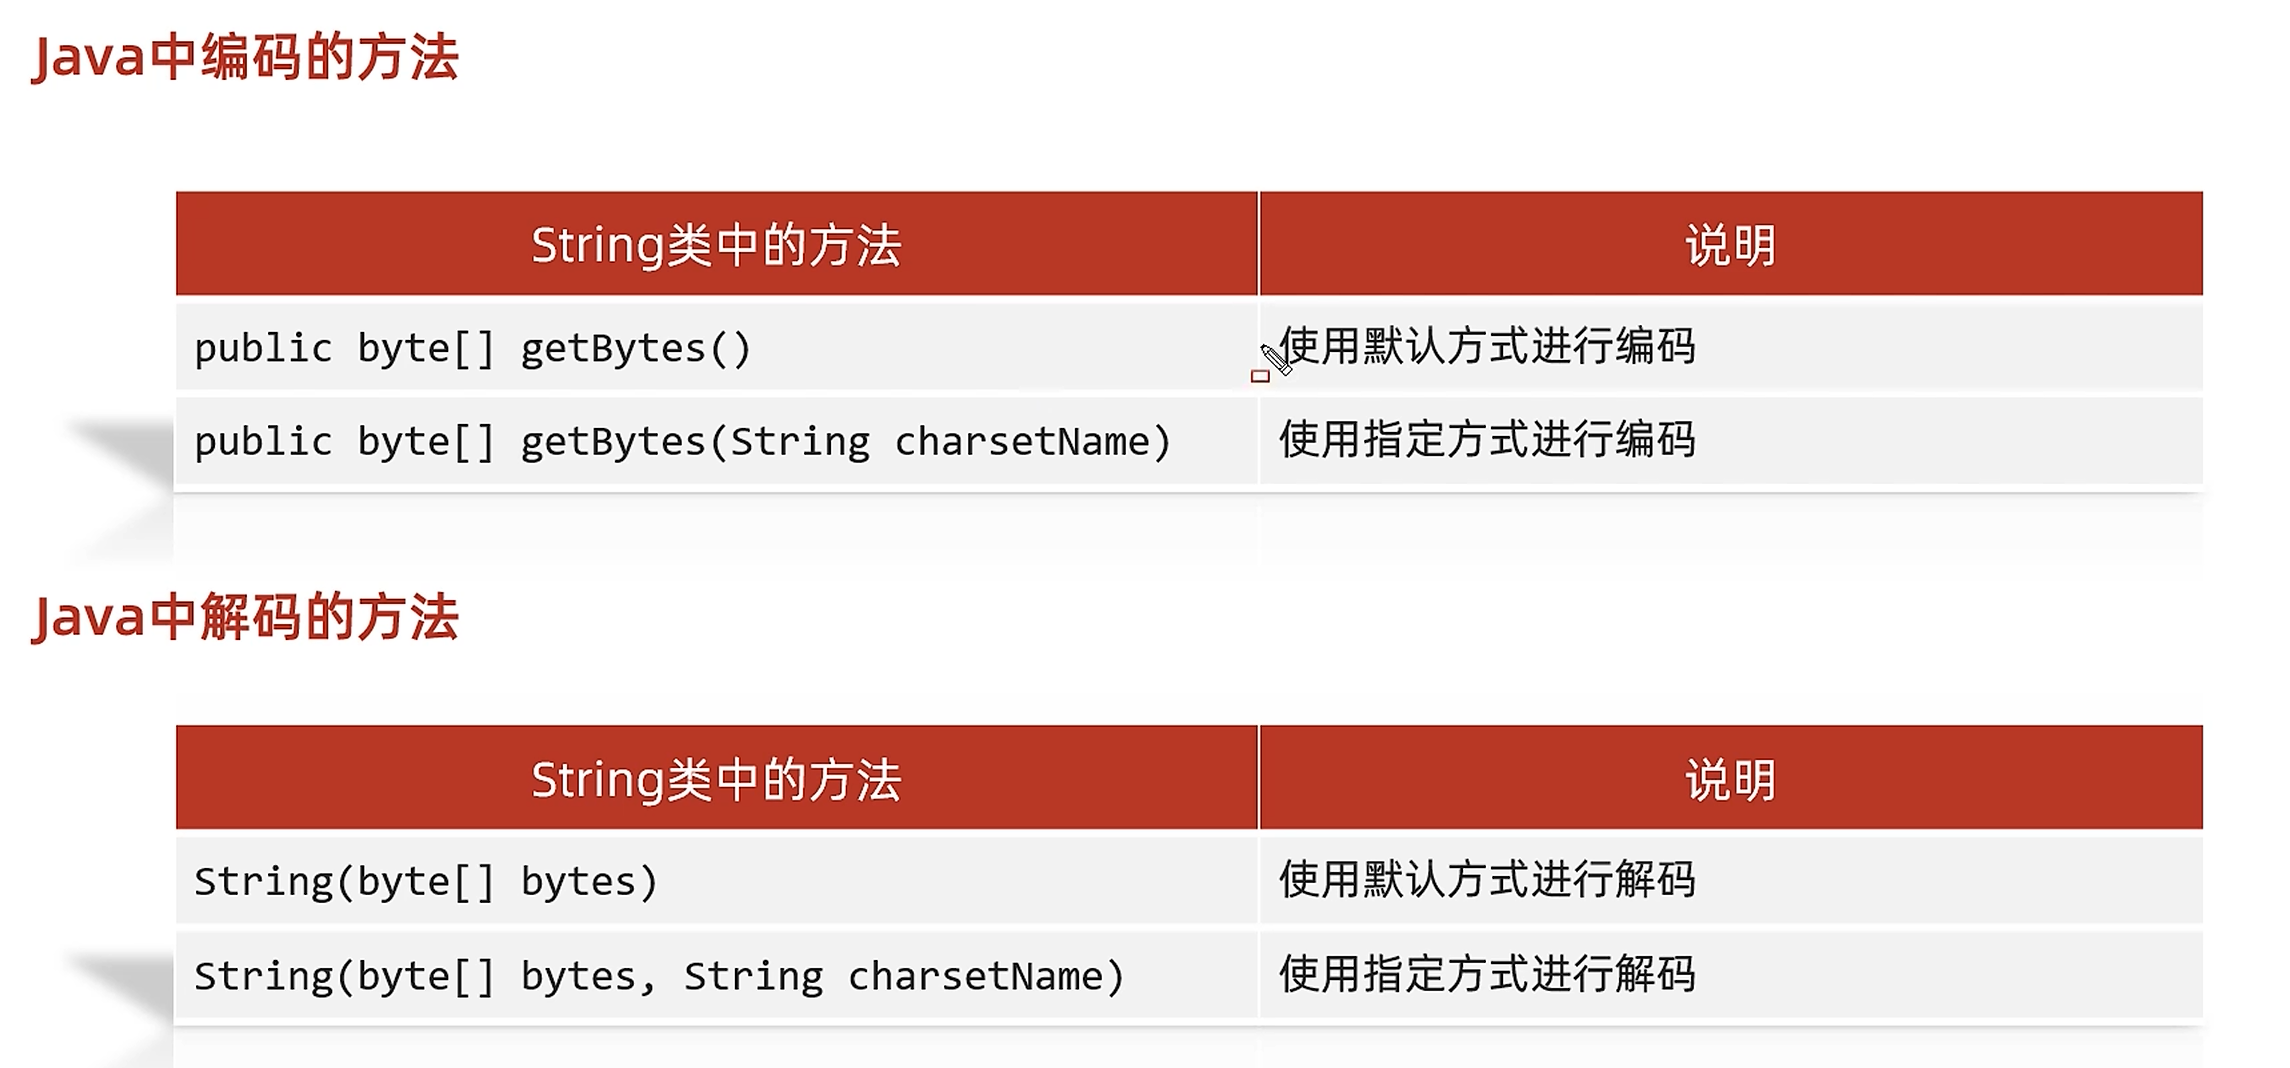 Java中编码的方法
String类中的方法 说明
public byte[] getBytes() 使用默认方式进行编码
public byte[] getBytes(String charsetName) 使用指定方式进行编码
Java中解码的方法
String类中的方法 说明
String(byte[] bytes) 使用默认方式进行解码
String(byte[] bytes, String charsetName) 使用指定方式进行解码